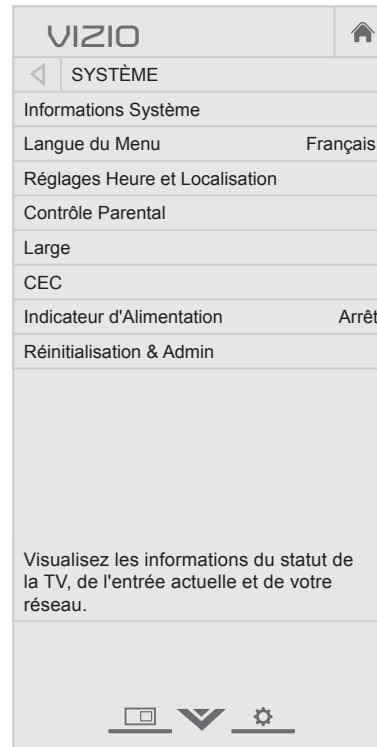 VIZIO
SYSTÈME
Informations Système
Langue du Menu Français
Réglages Heure et Localisation
Contrôle Parental
Large
CEC
Indicateur d'Alimentation Arrêt
Réinitialisation & Admin
Visualisez les informations du statut de
la TV, de l'entrée actuelle et de votre
réseau.